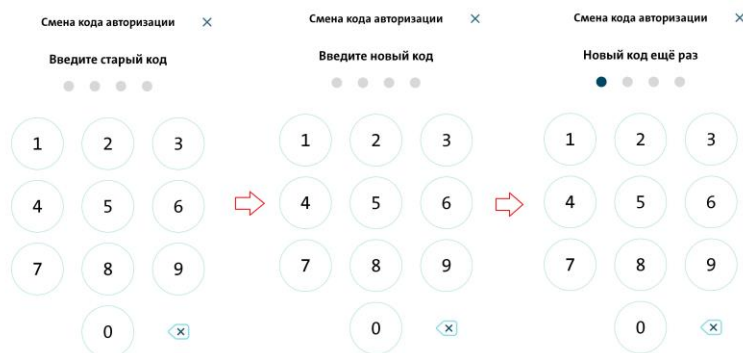 Смена кода авторизации ×
Введите старый код
1 2 3
4 5 6
7 8 9
0
Смена кода авторизации ×
Введите новый код
1 2 3
4 5 6
7 8 9
0
Смена кода авторизации ×
Новый код ещё раз
1 2 3
4 5 6
7 8 9
0